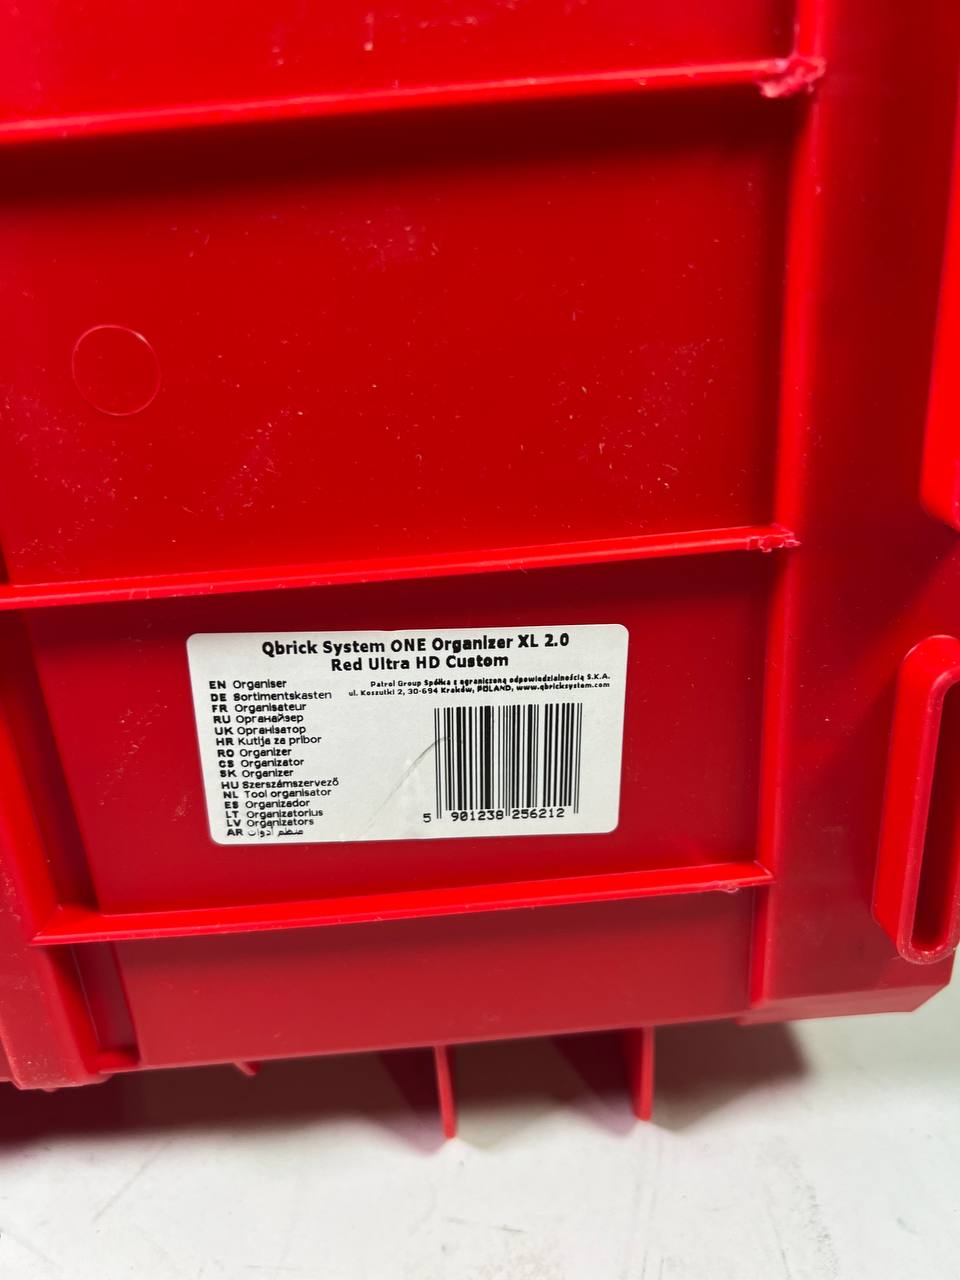 Qbrick System ONE Organizer XL 2.0
Red Ultra HD Custom
Patrol Group Spółka z ograniczoną odpowiedzialnością S.K.A.
ul. Koszutki 2, 30-694 Kraków, POLAND, www.qbricksystem.com
EN Organiser
DE Sortimentskasten
FR Organisateur
RU Органайзер
UK Організатор
HR Kutija za pribor
RO Organizer
CS Organizator
SK Organizer
HU Szerszámszervező
NL Tool organisator
ES Organizador
LT Organizatorius
LV Organizators
AR منظم أدوات
5 901238 256212